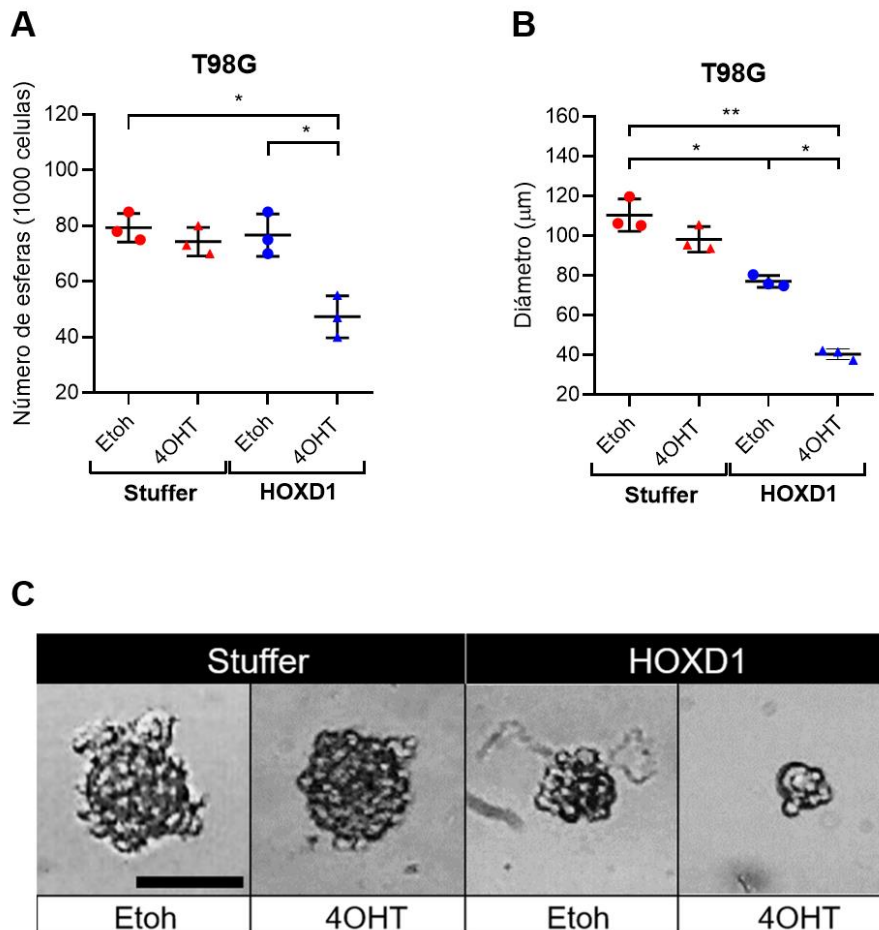 A
T98G
Número de esferas (1000 celulas)
120
100
80
60
40
20
*
*
Etoh
4OHT
Etoh
4OHT
Stuffer
HOXD1
B
T98G
Diámetro (μm)
160
140
120
100
80
60
40
20
**
*
*
Etoh
4OHT
Etoh
4OHT
Stuffer
HOXD1
C
Stuffer
HOXD1
Etoh
4OHT
Etoh
4OHT